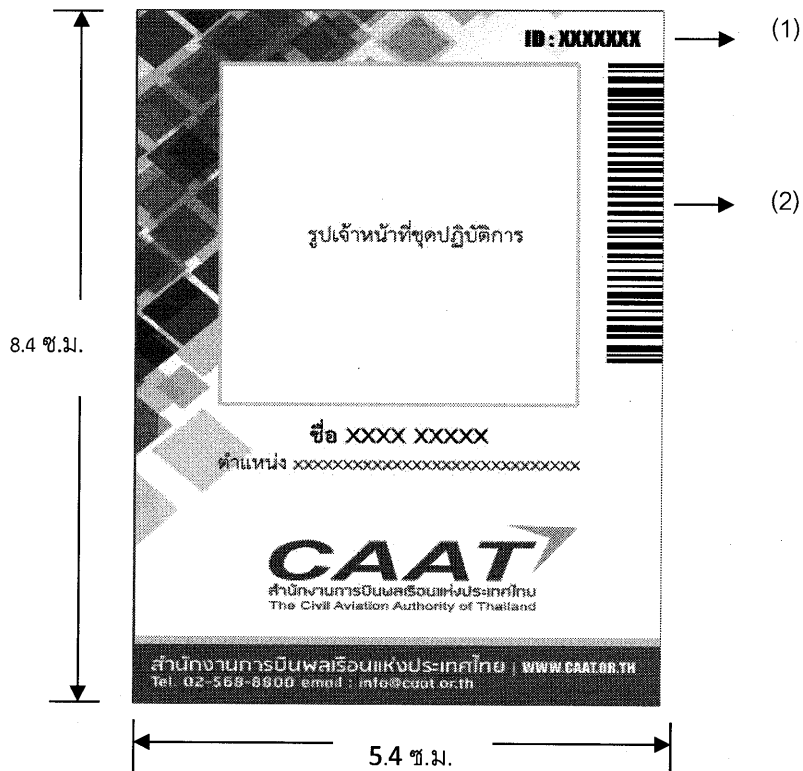 ID : XXXXXXX
(1)
(2)
รูปเจ้าหน้าที่ชุดปฏิบัติการ
8.4 ซ.ม.
ชื่อ XXXX XXXXX
ตำแหน่ง xxxxxxxxxxxxxxxxxxxxxxxxxxxxx
CAAT
สำนักงานการบินพลเรือนแห่งประเทศไทย
The Civil Aviation Authority of Thailand
สำนักงานการบินพลเรือนแห่งประเทศไทย | WWW.CAAT.OR.TH
Tel. 02-568-8800 email : info@caat.or.th
5.4 ซ.ม.